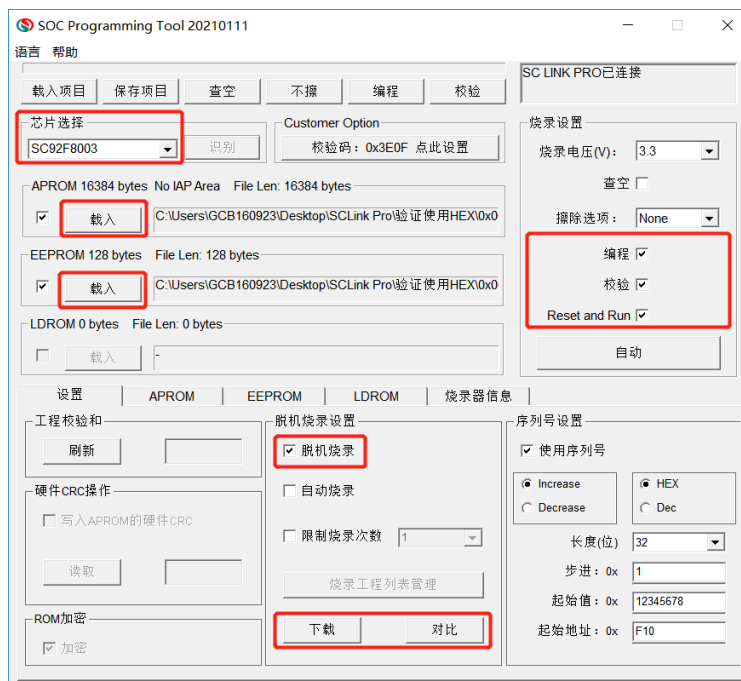 SOC Programming Tool 20210111
语言 帮助
载入项目 保存项目 查空 不擦 编程 校验
SC LINK PRO已连接
芯片选择
SC92F8003
识别
Customer Option
校验码：0x3E0F 点此设置
烧录设置
烧录电压(V)： 3.3
查空
擦除选项： None
编程
校验
Reset and Run
自动
APROM 16384 bytes No IAP Area File Len: 16384 bytes
载入 C:\Users\GCB160923\Desktop\SCLink Pro\验证使用HEX\0x0
EEPROM 128 bytes File Len: 128 bytes
载入 C:\Users\GCB160923\Desktop\SCLink Pro\验证使用HEX\0x0
LDROM 0 bytes File Len: 0 bytes
载入 -
设置 APROM EEPROM LDROM 烧录器信息
工程校验和
刷新
硬件CRC操作
写入APROM的硬件CRC
读取
ROM加密
加密
脱机烧录设置
脱机烧录
自动烧录
限制烧录次数 1
烧录工程列表管理
下载 对比
序列号设置
使用序列号
Increase HEX
Decrease Dec
长度(位) 32
步进：0x 1
起始值：0x 12345678
起始地址：0x F10